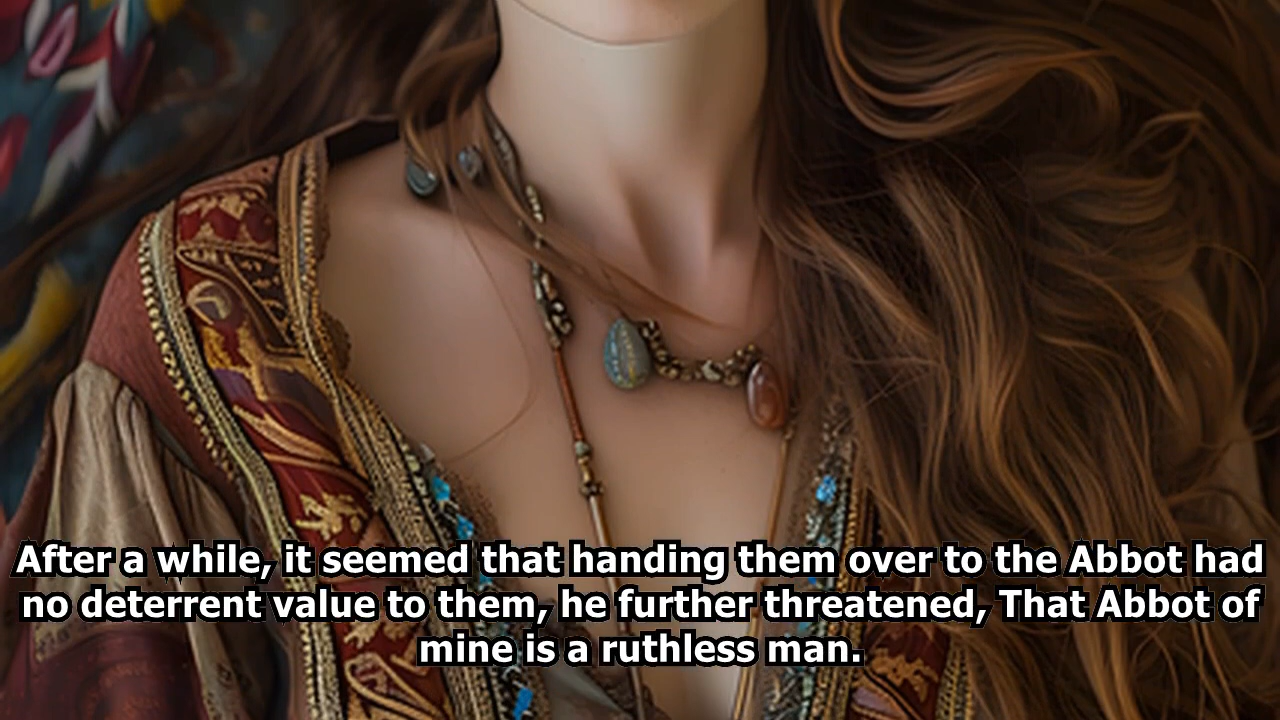 After a while, it seemed that handing them over to the Abbot had
no deterrent value to them, he further threatened, That Abbot of
mine is a ruthless man.